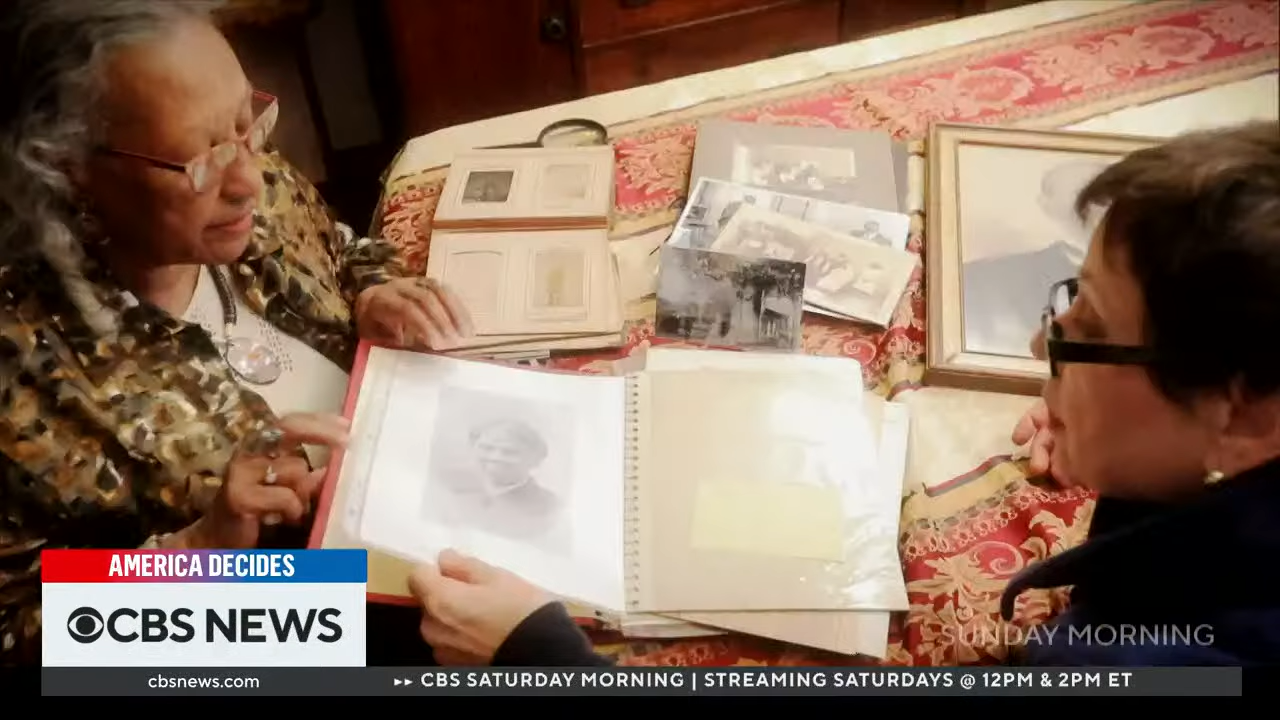 AMERICA DECIDES
CBS NEWS
SUNDAY MORNING
cbsnews.com
▸▸ CBS SATURDAY MORNING | STREAMING SATURDAYS @ 12PM & 2PM ET